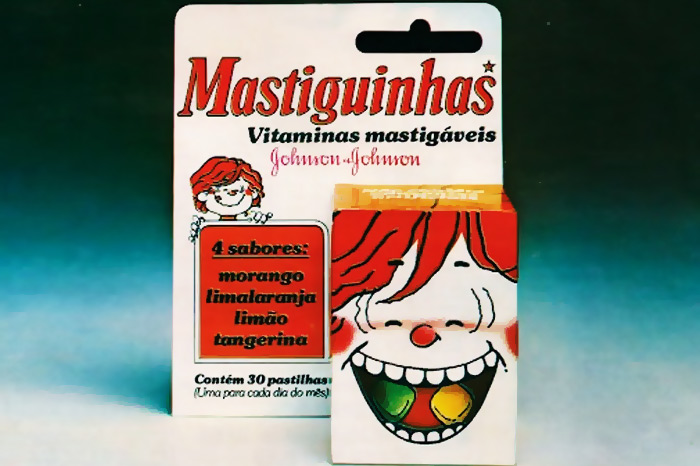 Mastiguinhas*
Vitaminas mastigáveis
Johnson & Johnson
4 sabores:
morango
limalaranja
limão
tangerina
Contém 30 pastilhas
(Uma para cada dia do mês)